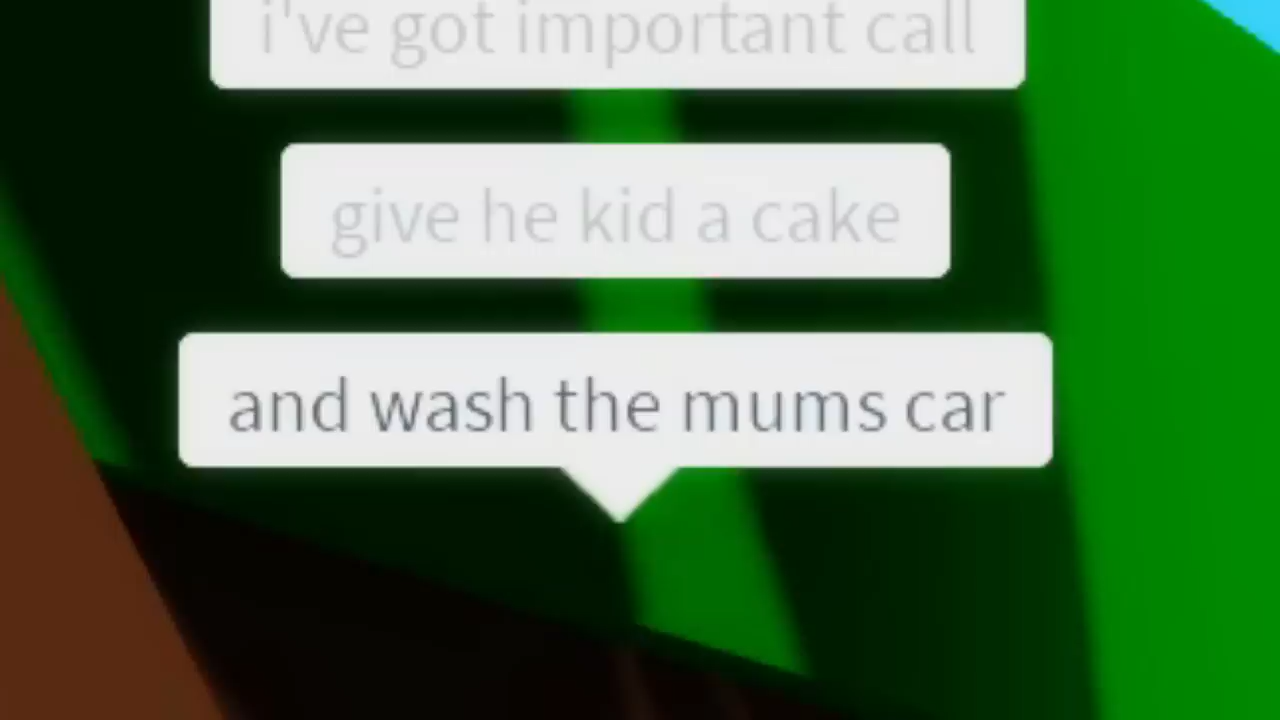 i've got important call
give he kid a cake
and wash the mums car